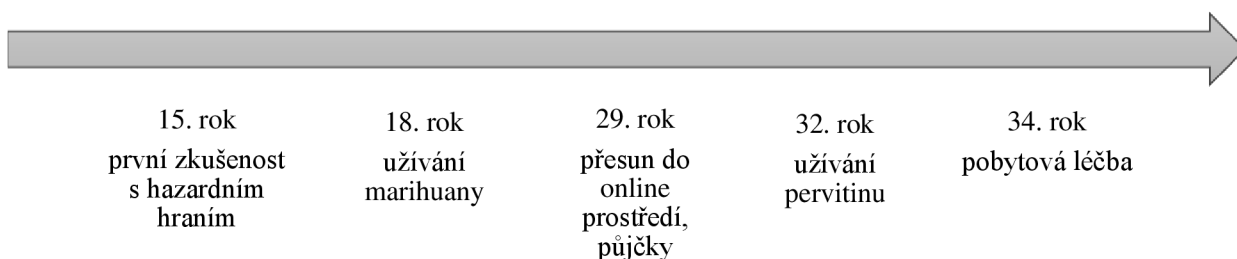 15. rok
první zkušenost
s hazardním
hraním
18. rok
užívání
marihuany
29. rok
přesun do
online
prostředí,
půjčky
32. rok
užívání
pervitinu
34. rok
pobytová léčba